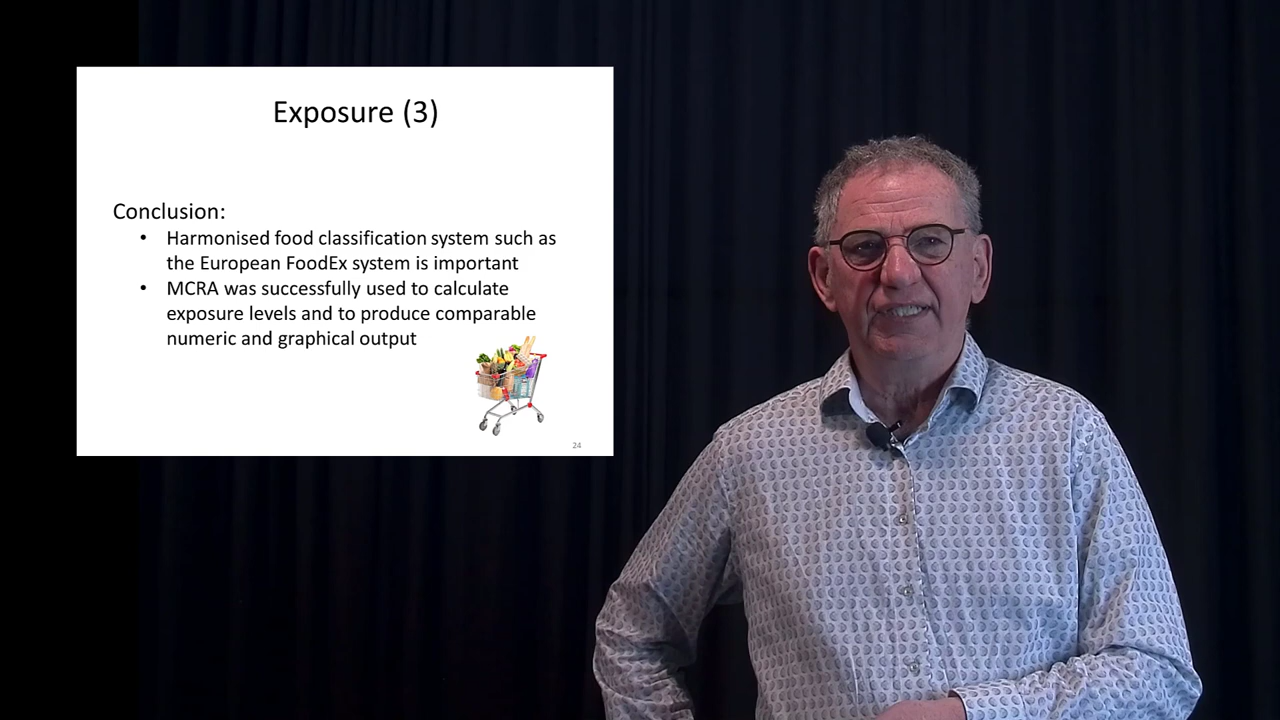 Exposure (3)
Conclusion:
• Harmonised food classification system such as
the European FoodEx system is important
• MCRA was successfully used to calculate
exposure levels and to produce comparable
numeric and graphical output
24